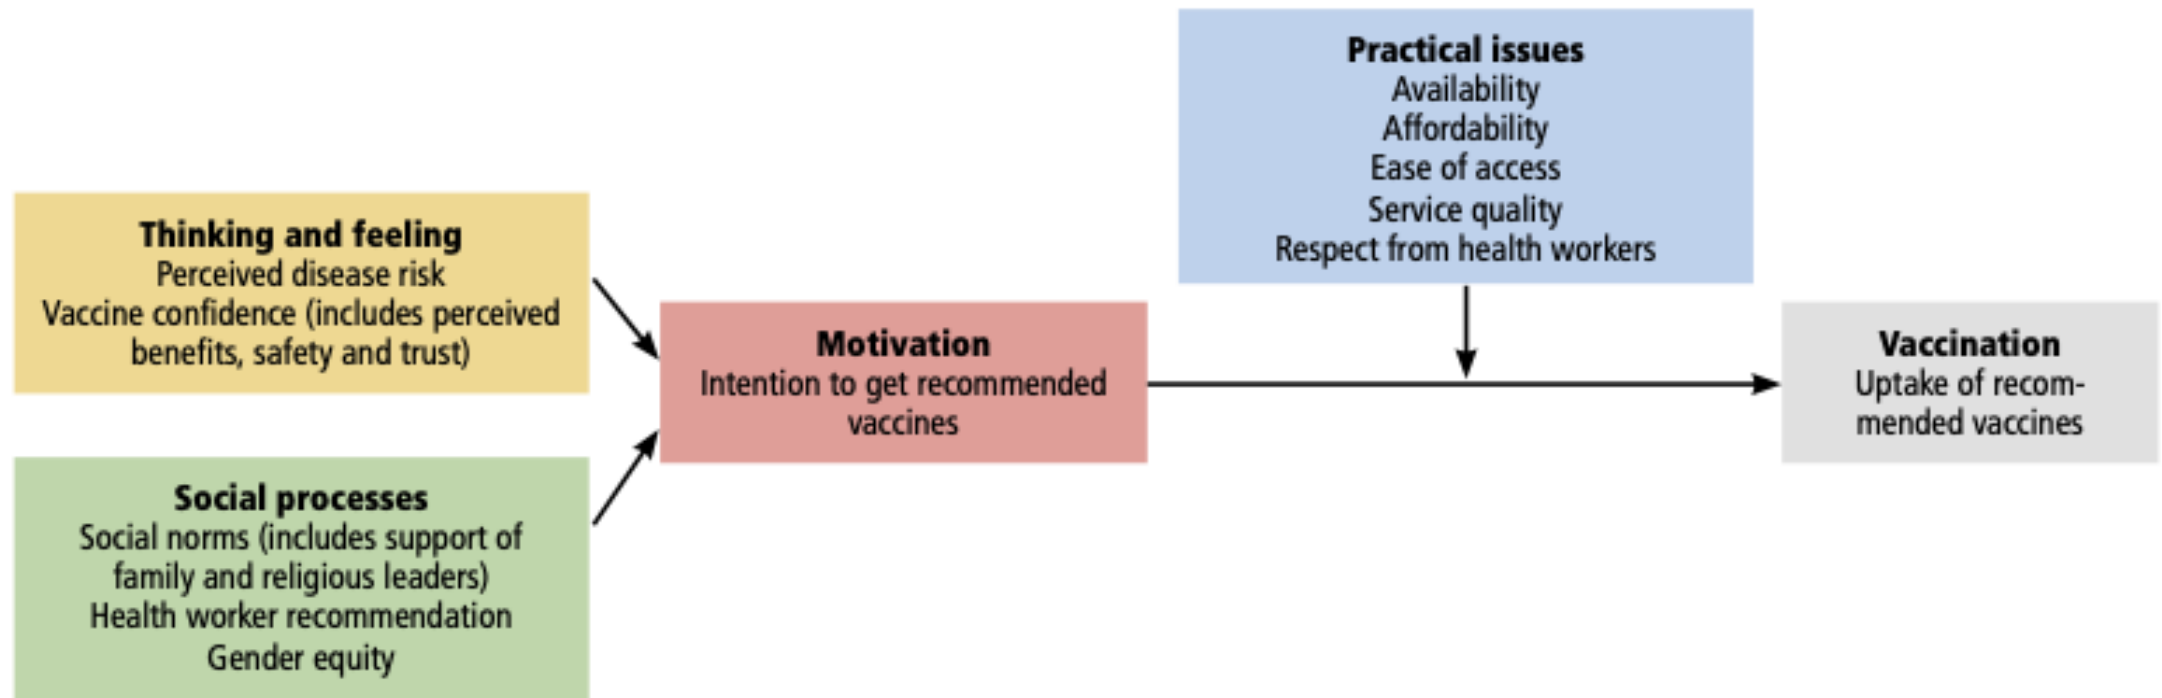 Thinking and feeling
Perceived disease risk
Vaccine confidence (includes perceived
benefits, safety and trust)
Social processes
Social norms (includes support of
family and religious leaders)
Health worker recommendation
Gender equity
Motivation
Intention to get recommended
vaccines
Practical issues
Availability
Affordability
Ease of access
Service quality
Respect from health workers
Vaccination
Uptake of recom-
mended vaccines